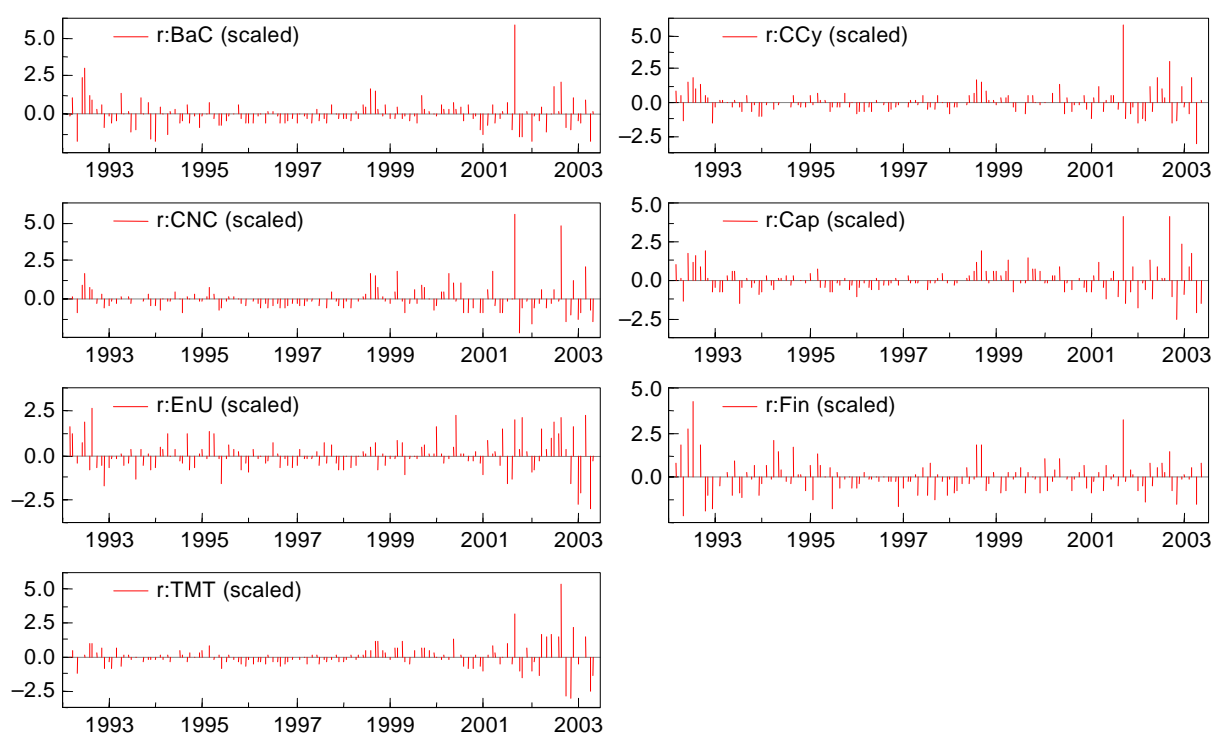 r:BaC (scaled)
5.0
2.5
0.0
1993 1995 1997 1999 2001 2003
r:CCy (scaled)
5.0
2.5
0.0
−2.5
1993 1995 1997 1999 2001 2003
r:CNC (scaled)
5.0
2.5
0.0
1993 1995 1997 1999 2001 2003
r:Cap (scaled)
5.0
2.5
0.0
−2.5
1993 1995 1997 1999 2001 2003
r:EnU (scaled)
2.5
0.0
−2.5
1993 1995 1997 1999 2001 2003
r:Fin (scaled)
5.0
2.5
0.0
1993 1995 1997 1999 2001 2003
r:TMT (scaled)
5.0
2.5
0.0
−2.5
1993 1995 1997 1999 2001 2003